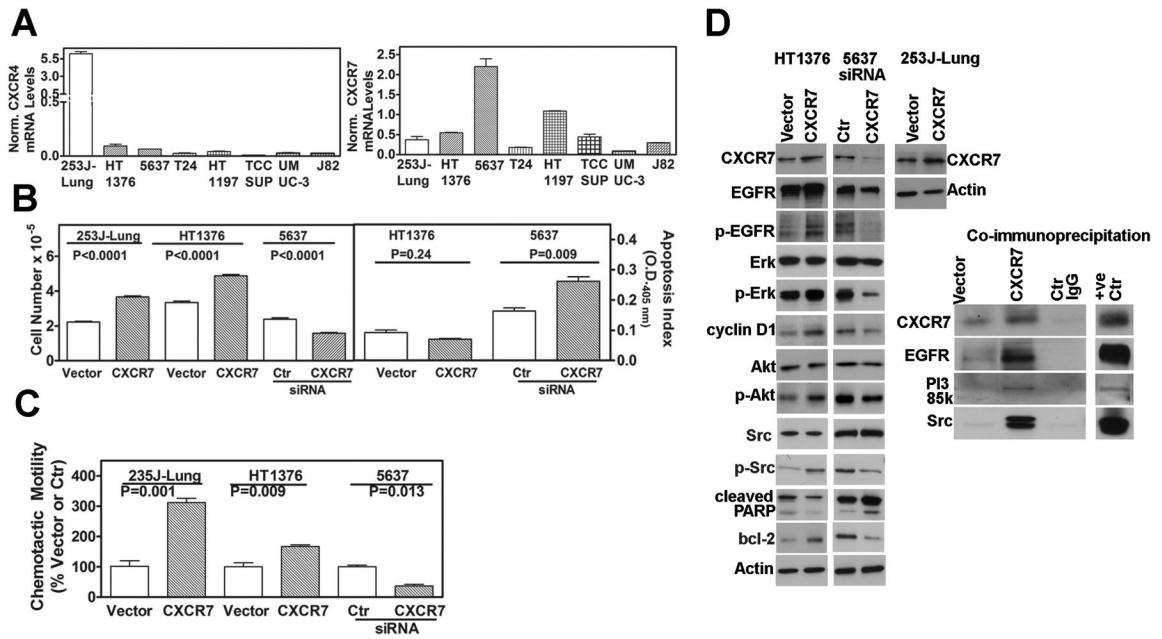 A
Norm. CXCR4
mRNA Levels
5.5
4.0
2.5
0.5
0.0
253J-
Lung
HT
1376
5637
T24
HT
1197
TCC
SUP
UM
UC-3
J82
Norm. CXCR7
mRNALevels
2.5
2.0
1.5
1.0
0.5
0.0
253J-
Lung
HT
1376
5637
T24
HT
1197
TCC
SUP
UM
UC-3
J82
B
Cell Number x 10-5
6
4
2
0
253J-Lung
P<0.0001
HT1376
P<0.0001
5637
P<0.0001
Vector CXCR7
Vector CXCR7
Ctr CXCR7
siRNA
HT1376
P=0.24
5637
P=0.009
Vector CXCR7
Ctr CXCR7
siRNA
0.4
0.3
0.2
0.1
0.0
Apoptosis Index
(O.D.405 nm)
C
Chemotactic Motility
(% Vector or Ctr)
400
300
200
100
0
235J-Lung
P=0.001
HT1376
P=0.009
5637
P=0.013
Vector CXCR7
Vector CXCR7
Ctr CXCR7
siRNA
D
HT1376
5637
siRNA
253J-Lung
Vector
CXCR7
Ctr
CXCR7
Vector
CXCR7
CXCR7
EGFR
p-EGFR
Erk
p-Erk
cyclin D1
Akt
p-Akt
Src
p-Src
cleaved
PARP
bcl-2
Actin
CXCR7
Actin
Co-immunoprecipitation
Vector
CXCR7
Ctr
IgG
+ve
Ctr
CXCR7
EGFR
PI3
85k
Src